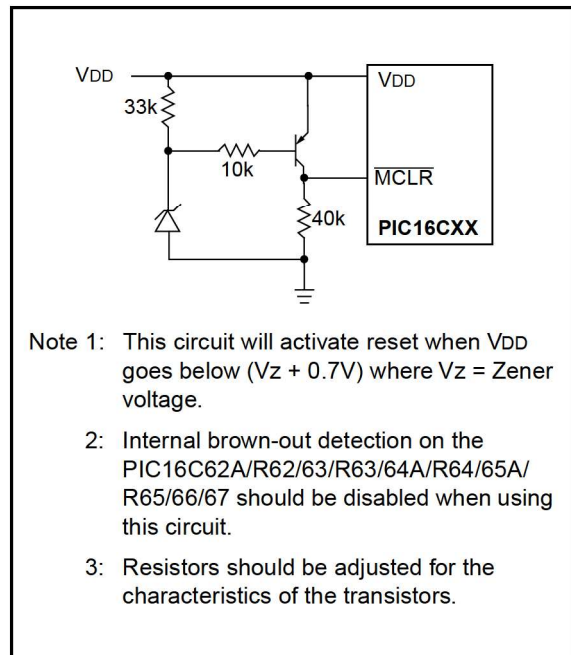 VDD
VDD
33k
10k
MCLR
40k
PIC16CXX
Note 1: This circuit will activate reset when VDD
goes below (Vz + 0.7V) where Vz = Zener
voltage.
2: Internal brown-out detection on the
PIC16C62A/R62/63/R63/64A/R64/65A/
R65/66/67 should be disabled when using
this circuit.
3: Resistors should be adjusted for the
characteristics of the transistors.